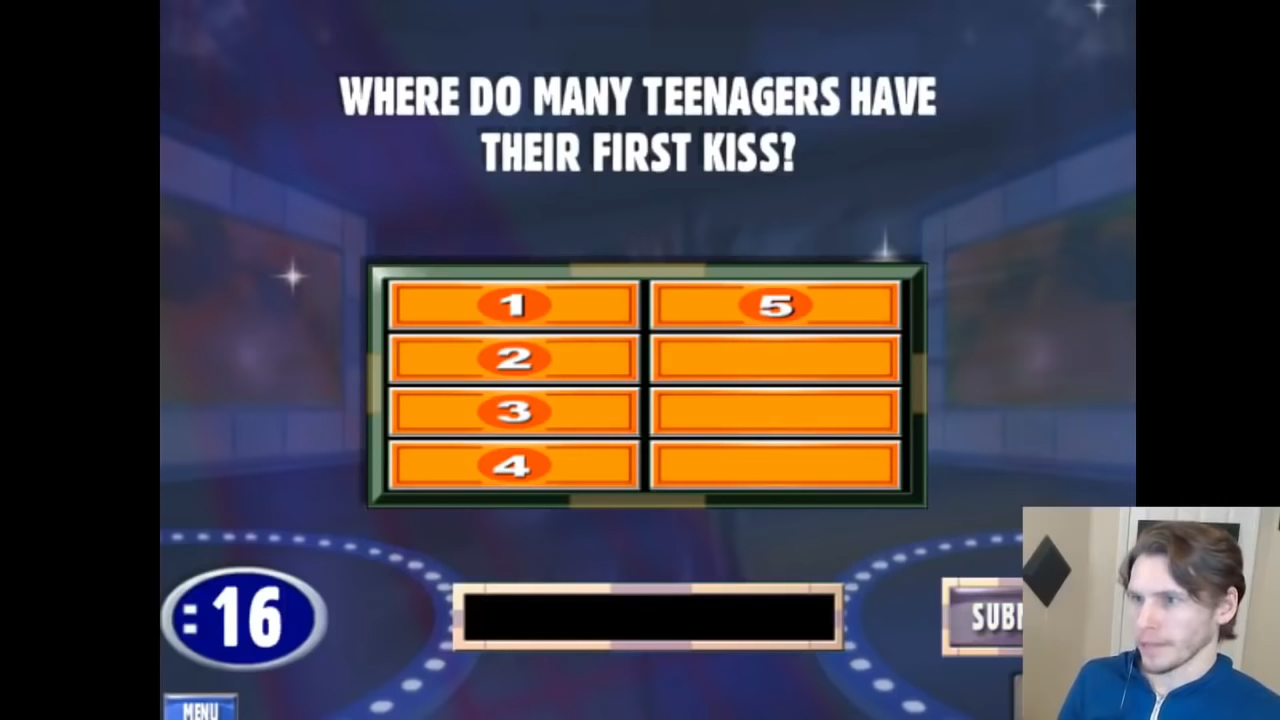 WHERE DO MANY TEENAGERS HAVE
THEIR FIRST KISS?
1
5
2
3
4
:16
SUB
MENU